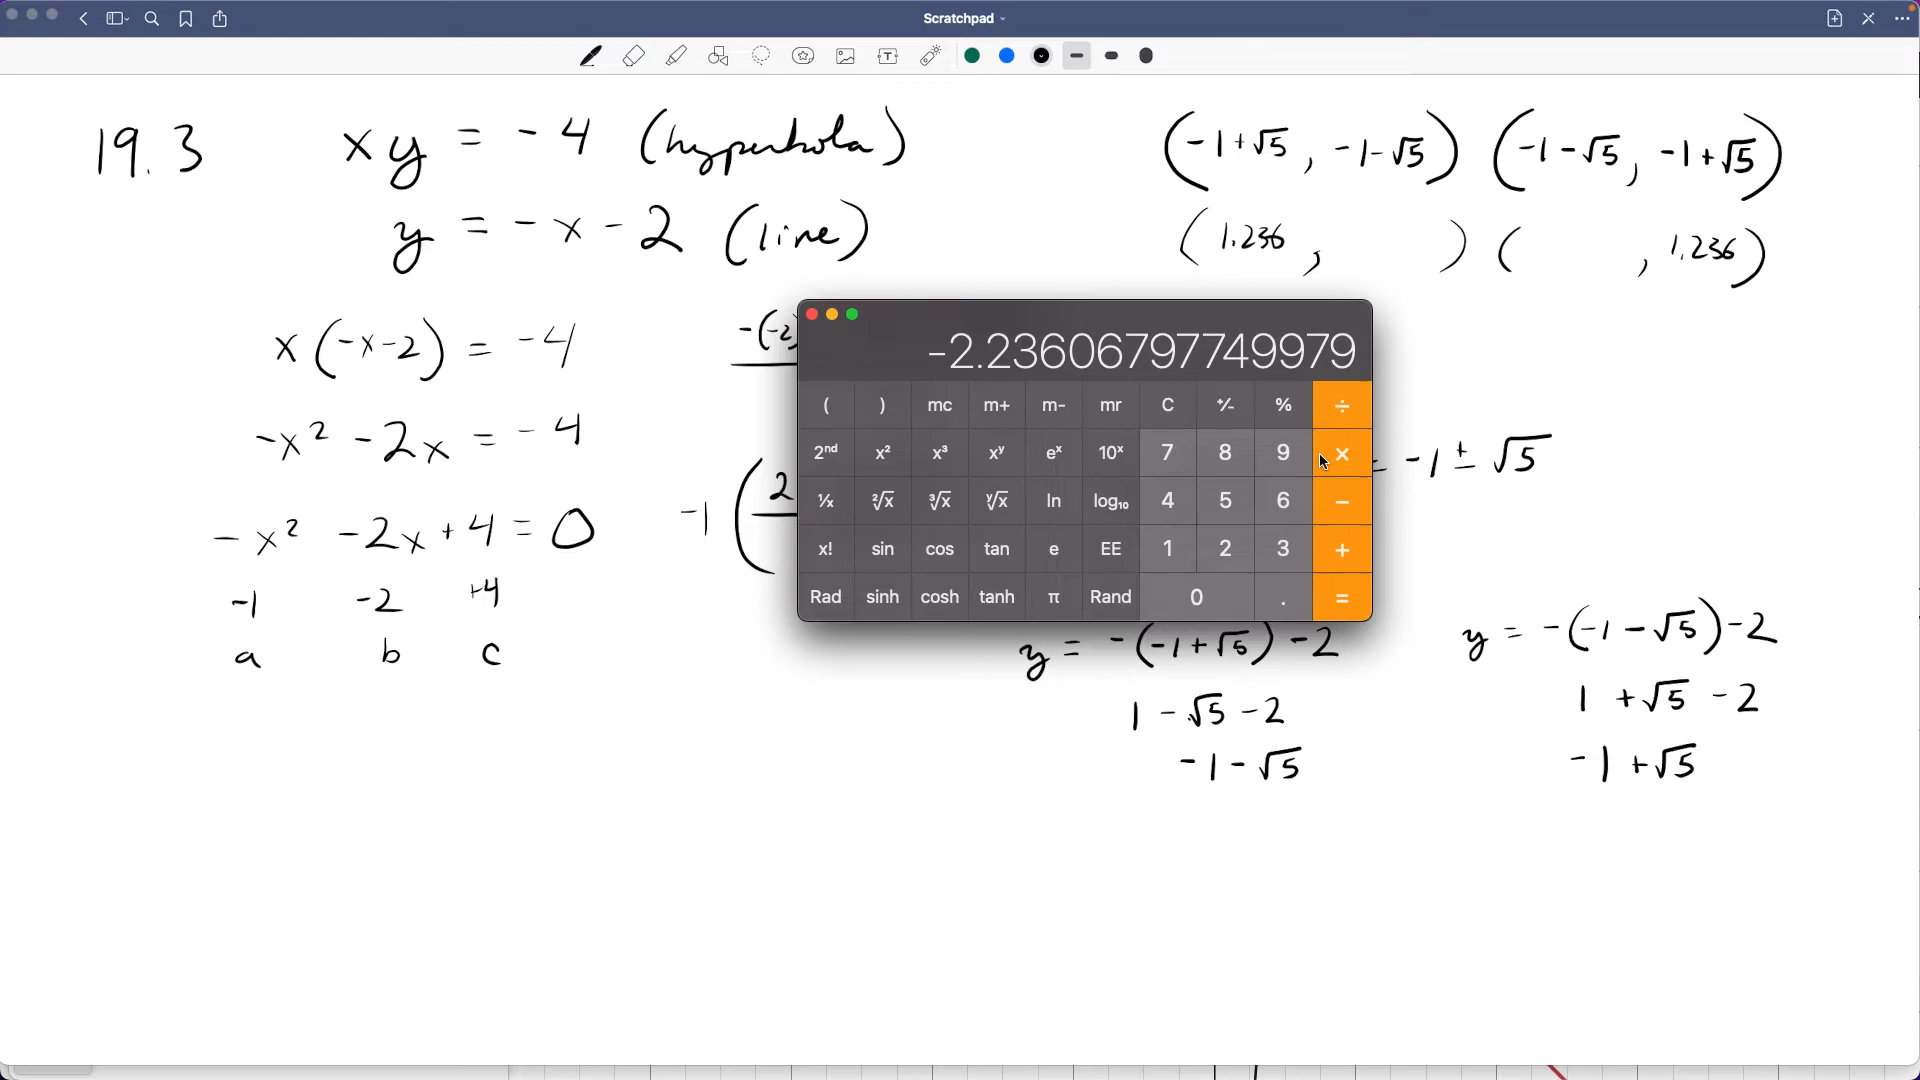 Scratchpad
19.3
xy = -4 (hyperbola)
y = -x - 2 (line)
(-1+√5, -1-√5) (-1-√5, -1+√5)
(1.236, ) ( , 1.236)
x(-x-2) = -4
-x² - 2x = -4
-x² - 2x + 4 = 0
-1 -2 +4
a b c
-(-2)
-1(2
= -1 ± √5
-2.23606797749979
( ) mc m+ m- mr C +/- % ÷
2nd x² x³ xʸ eˣ 10ˣ 7 8 9 ×
1/x ²√x ³√x ʸ√x ln log₁₀ 4 5 6 −
x! sin cos tan e EE 1 2 3 +
Rad sinh cosh tanh π Rand 0 . =
y = -(-1+√5)-2
1 - √5 - 2
-1 - √5
y = -(-1-√5)-2
1 + √5 - 2
-1 + √5